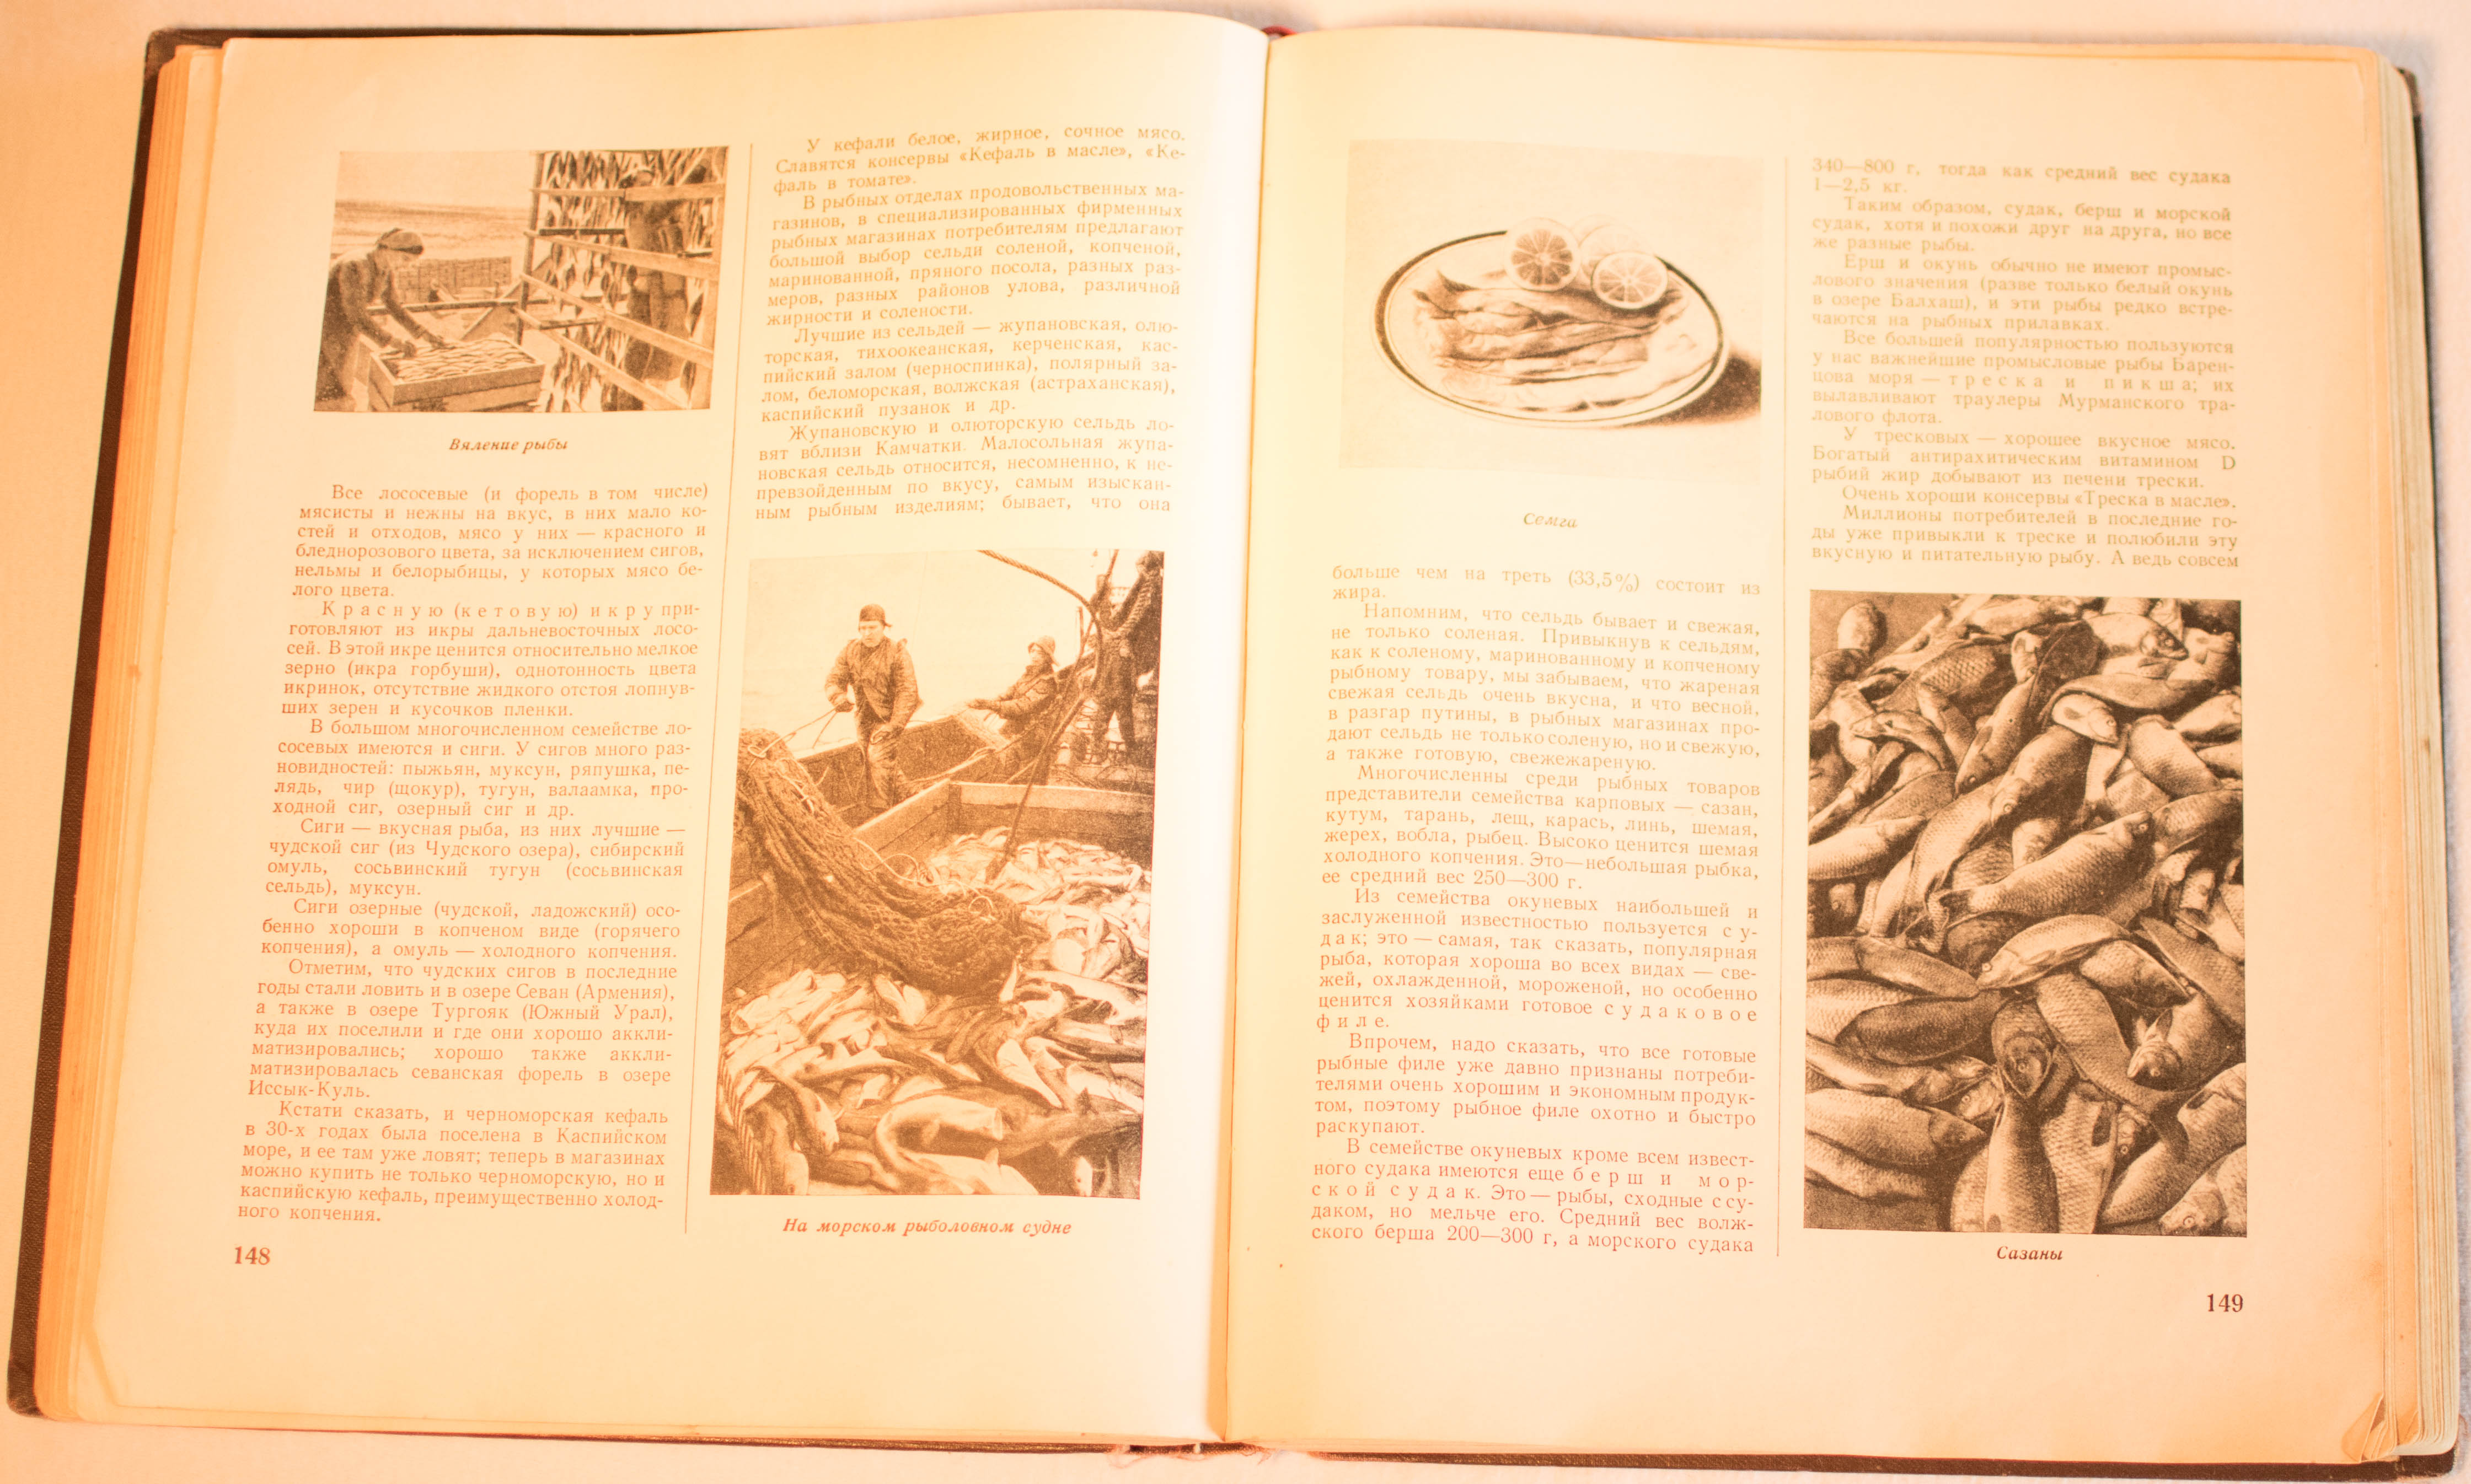 Вяление рыбы
Все лососевые (и форель в том числе)
мясисты и нежны на вкус, в них мало ко-
стей и отходов, мясо у них — красного и
бледнорозового цвета, за исключением сигов,
нельмы и белорыбицы, у которых мясо бе-
лого цвета.
Красную (кетовую) икру при-
готовляют из икры дальневосточных лосо-
сей. В этой икре ценится относительно мелкое
зерно (икра горбуши), однотонность цвета
икринок, отсутствие жидкого отстоя лопнув-
ших зерен и кусочков пленки.
В большом многочисленном семействе ло-
сосевых имеются и сиги. У сигов много раз-
новидностей: пыжьян, муксун, ряпушка, пе-
лядь, чир (щокур), тугун, валаамка, про-
ходной сиг, озерный сиг и др.
Сиги — вкусная рыба, из них лучшие —
чудской сиг (из Чудского озера), сибирский
омуль, сосьвинский тугун (сосьвинская
сельдь), муксун.
Сиги озерные (чудской, ладожский) осо-
бенно хороши в копченом виде (горячего
копчения), а омуль — холодного копчения.
Отметим, что чудских сигов в последние
годы стали ловить и в озере Севан (Армения),
а также в озере Тургояк (Южный Урал),
куда их поселили и где они хорошо аккли-
матизировались; хорошо также аккли-
матизировалась севанская форель в озере
Иссык-Куль.
Кстати сказать, и черноморская кефаль
в 30-х годах была поселена в Каспийском
море, и ее там уже ловят; теперь в магазинах
можно купить не только черноморскую, но и
каспийскую кефаль, преимущественно холод-
ного копчения.
148
У кефали белое, жирное, сочное мясо.
Славятся консервы «Кефаль в масле», «Ке-
фаль в томате».
В рыбных отделах продовольственных ма-
газинов, в специализированных фирменных
рыбных магазинах потребителям предлагают
большой выбор сельди соленой, копченой,
маринованной, пряного посола, разных раз-
меров, разных районов улова, различной
жирности и солености.
Лучшие из сельдей — жупановская, олю-
торская, тихоокеанская, керченская, кас-
пийский залом (черноспинка), полярный за-
лом, беломорская, волжская (астраханская),
каспийский пузанок и др.
Жупановскую и олюторскую сельдь ло-
вят вблизи Камчатки. Малосольная жупа-
новская сельдь относится, несомненно, к не-
превзойденным по вкусу, самым изыскан-
ным рыбным изделиям; бывает, что она
На морском рыболовном судне
Семга
больше чем на треть (33,5%) состоит из
жира.
Напомним, что сельдь бывает и свежая,
не только соленая. Привыкнув к сельдям,
как к соленому, маринованному и копченому
рыбному товару, мы забываем, что жареная
свежая сельдь очень вкусна, и что весной,
в разгар путины, в рыбных магазинах про-
дают сельдь не только соленую, но и свежую,
а также готовую, свежежареную.
Многочисленны среди рыбных товаров
представители семейства карповых — сазан,
кутум, тарань, лещ, карась, линь, шемая,
жерех, вобла, рыбец. Высоко ценится шемая
холодного копчения. Это—небольшая рыбка,
ее средний вес 250—300 г.
Из семейства окуневых наибольшей и
заслуженной известностью пользуется су-
дак; это — самая, так сказать, популярная
рыба, которая хороша во всех видах — све-
жей, охлажденной, мороженой, но особенно
ценится хозяйками готовое судаковое
филе.
Впрочем, надо сказать, что все готовые
рыбные филе уже давно признаны потреби-
телями очень хорошим и экономным продук-
том, поэтому рыбное филе охотно и быстро
раскупают.
В семействе окуневых кроме всем извест-
ного судака имеются еще берш и мор-
ской судак. Это — рыбы, сходные с су-
даком, но мельче его. Средний вес волж-
ского берша 200—300 г, а морского судака
340—800 г, тогда как средний вес судака
1—2,5 кг.
Таким образом, судак, берш и морской
судак, хотя и похожи друг на друга, но все
же разные рыбы.
Ерш и окунь обычно не имеют промыс-
лового значения (разве только белый окунь
в озере Балхаш), и эти рыбы редко встре-
чаются на рыбных прилавках.
Все большей популярностью пользуются
у нас важнейшие промысловые рыбы Барен-
цова моря — треска и пикша; их
вылавливают траулеры Мурманского тра-
лового флота.
У тресковых — хорошее вкусное мясо.
Богатый антирахитическим витамином D
рыбий жир добывают из печени трески.
Очень хороши консервы «Треска в масле».
Миллионы потребителей в последние го-
ды уже привыкли к треске и полюбили эту
вкусную и питательную рыбу. А ведь совсем
Сазаны
149